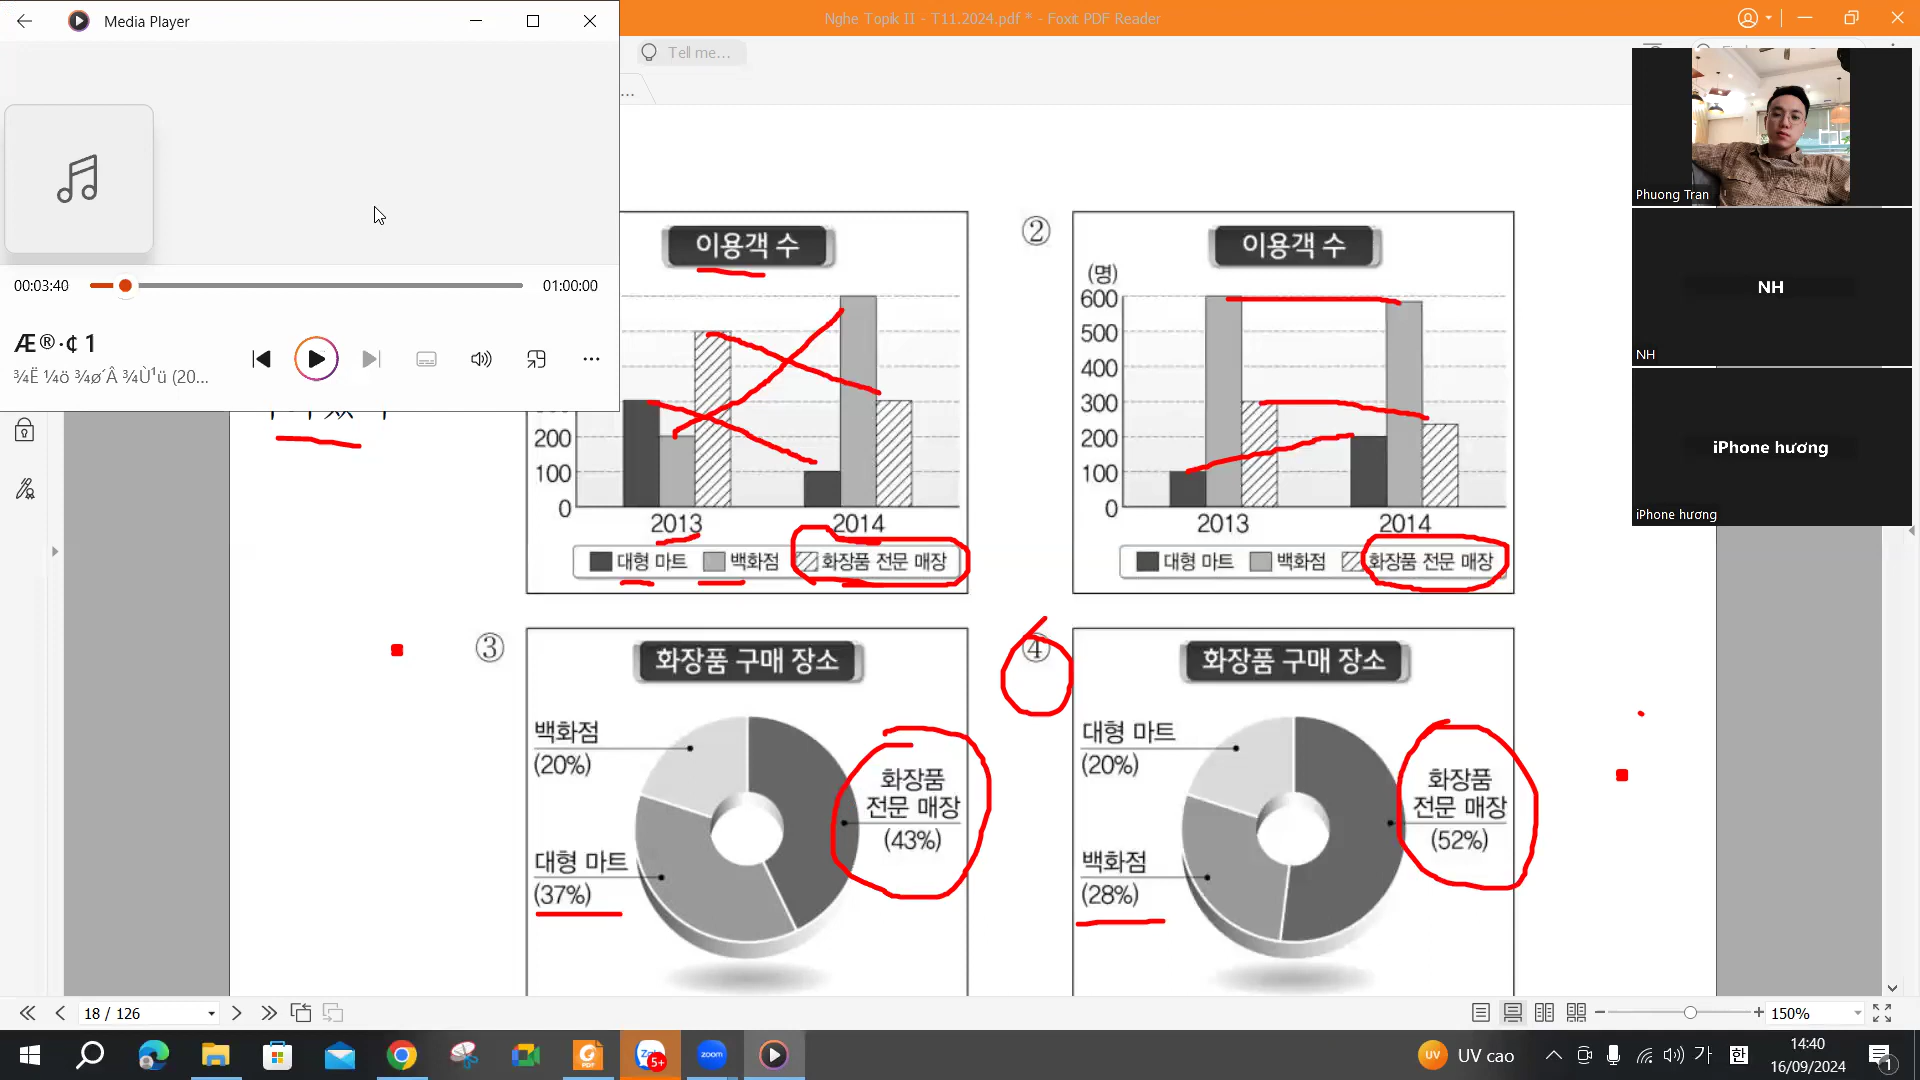 Media Player
Nghe Topik II - T11.2024.pdf * - Foxit PDF Reader
Tell me...
...
00:03:40
01:00:00
Æ®·¢ 1
¾Ë ¼ö ¾ø´Â ¾Ù¹ü (20...
Phuong Tran
NH
NH
iPhone hương
iPhone hương
이용객 수
200
100
0
2013
2014
대형 마트
백화점
화장품 전문 매장
②
이용객 수
(명)
600
500
400
300
200
100
0
2013
2014
대형 마트
백화점
화장품 전문 매장
③
화장품 구매 장소
백화점
(20%)
대형 마트
(37%)
화장품
전문 매장
(43%)
④
화장품 구매 장소
대형 마트
(20%)
백화점
(28%)
화장품
전문 매장
(52%)
18 / 126
150%
5+
zoom
UV
UV cao
가
한
14:40
16/09/2024
1